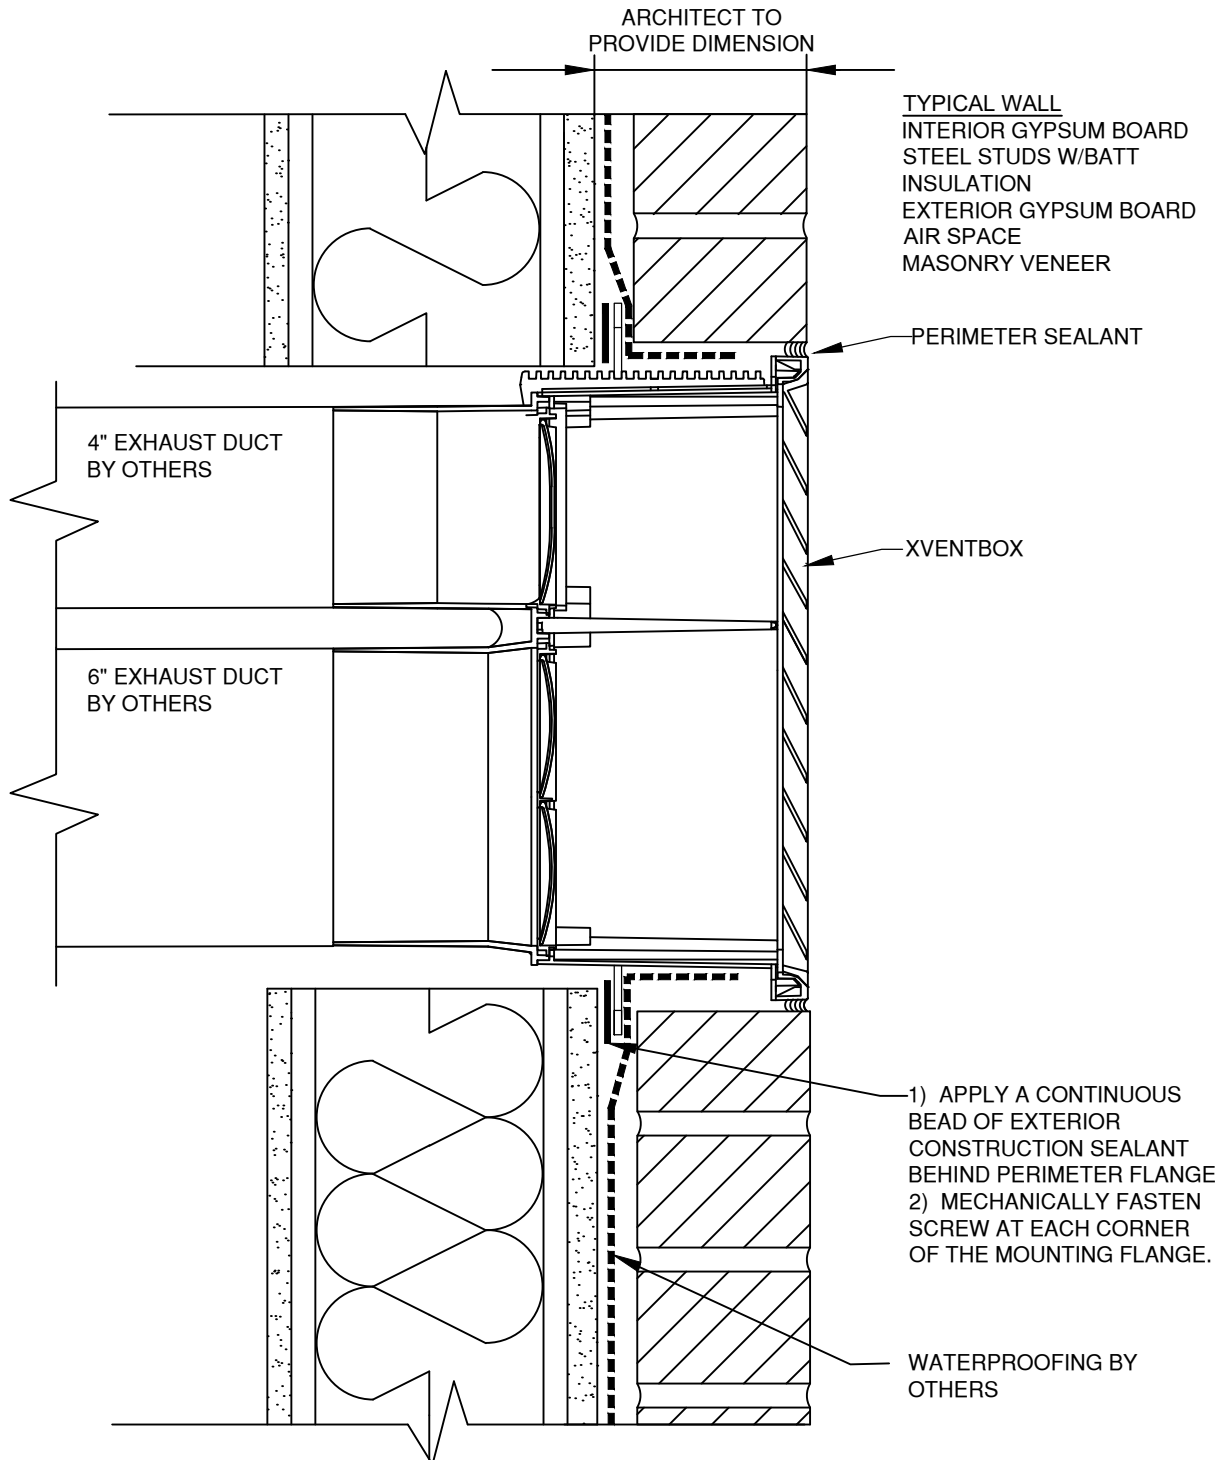 ARCHITECT TO
PROVIDE DIMENSION
TYPICAL WALL
INTERIOR GYPSUM BOARD
STEEL STUDS W/BATT
INSULATION
EXTERIOR GYPSUM BOARD
AIR SPACE
MASONRY VENEER
PERIMETER SEALANT
4" EXHAUST DUCT
BY OTHERS
XVENTBOX
6" EXHAUST DUCT
BY OTHERS
1) APPLY A CONTINUOUS
BEAD OF EXTERIOR
CONSTRUCTION SEALANT
BEHIND PERIMETER FLANGE
2) MECHANICALLY FASTEN
SCREW AT EACH CORNER
OF THE MOUNTING FLANGE.
WATERPROOFING BY
OTHERS